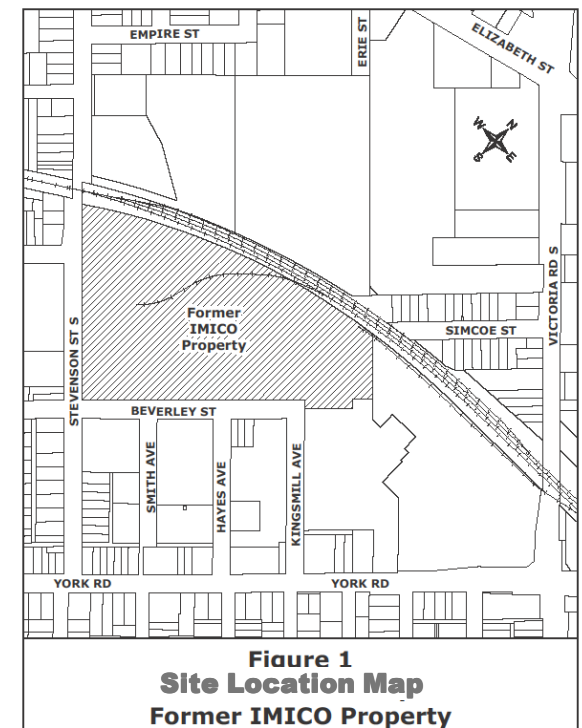 EMPIRE ST
ERIE ST
ELIZABETH ST
N
W
E
S
VICTORIA RD S
SIMCOE ST
Former
IMICO
Property
STEVENSON ST S
BEVERLEY ST
SMITH AVE
HAYES AVE
KINGSMILL AVE
YORK RD
YORK RD
Figure 1
Site Location Map
Former IMICO Property